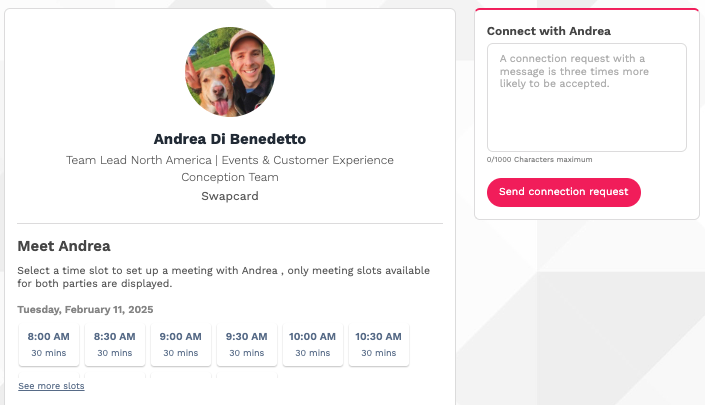 Andrea Di Benedetto
Team Lead North America | Events & Customer Experience
Conception Team
Swapcard
Meet Andrea
Select a time slot to set up a meeting with Andrea , only meeting slots available
for both parties are displayed.
Tuesday, February 11, 2025
8:00 AM 8:30 AM 9:00 AM 9:30 AM 10:00 AM 10:30 AM
30 mins 30 mins 30 mins 30 mins 30 mins 30 mins
See more slots
Connect with Andrea
A connection request with a
message is three times more
likely to be accepted.
0/1000 Characters maximum
Send connection request